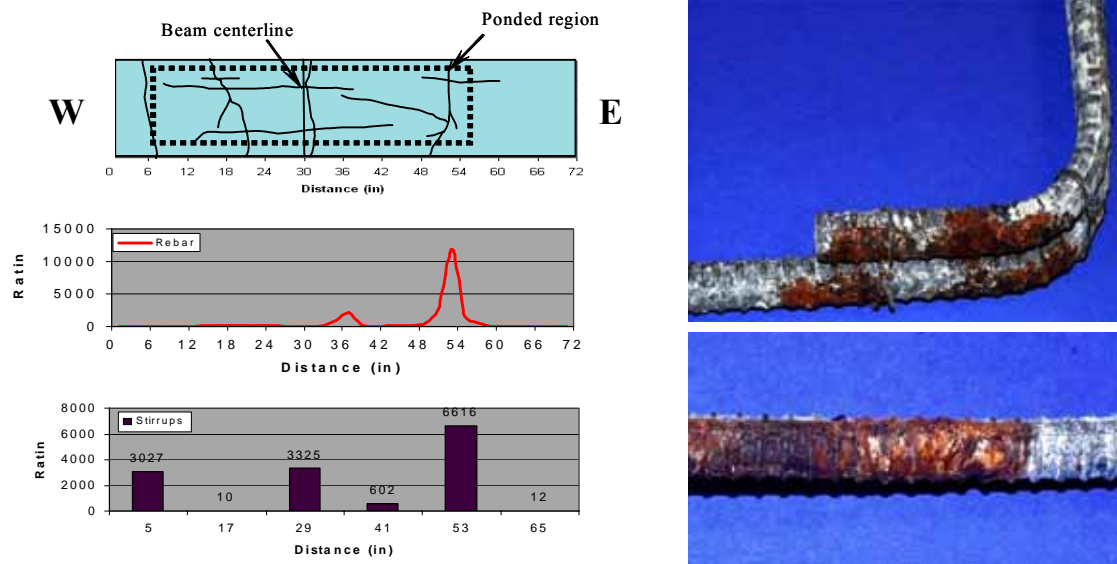 Beam centerline
Ponded region
W
E
0 6 12 18 24 30 36 42 48 54 60 66 72
Distance (in)
15000
Rebar
10000
5000
0
Ratin
0 6 12 18 24 30 36 42 48 54 60 66 72
Distance (in)
8000
Stirrups
6616
6000
4000
3027
3325
2000
10
602
12
0
Ratin
5 17 29 41 53 65
Distance (in)